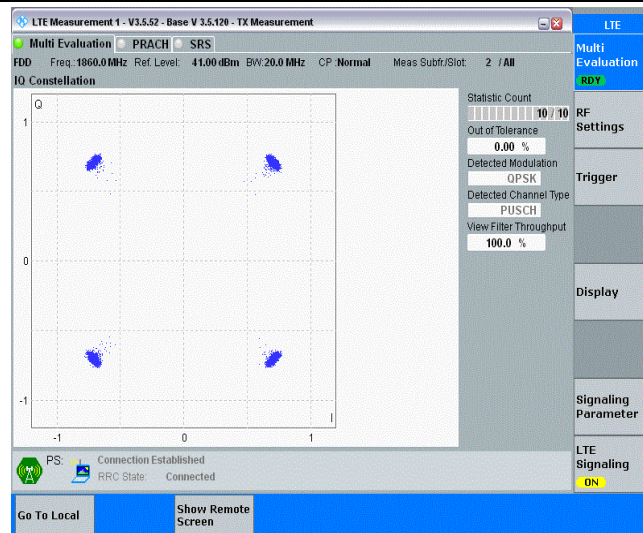 LTE Measurement 1 - V3.5.52 - Base V 3.5.120 - TX Measurement
LTE
Multi Evaluation PRACH SRS
FDD Freq.:1860.0 MHz Ref. Level: 41.00 dBm BW:20.0 MHz CP :Normal Meas Subfr./Slot: 2 / All
IQ Constellation
Q
1
0
-1
-1 0 1
I
Statistic Count
10 / 10
Out of Tolerance
0.00 %
Detected Modulation
QPSK
Detected Channel Type
PUSCH
View Filter Throughput
100.0 %
Multi
Evaluation
RDY
RF
Settings
Trigger
Display
Signaling
Parameter
LTE
Signaling
ON
PS: Connection Established
RRC State: Connected
Go To Local
Show Remote
Screen